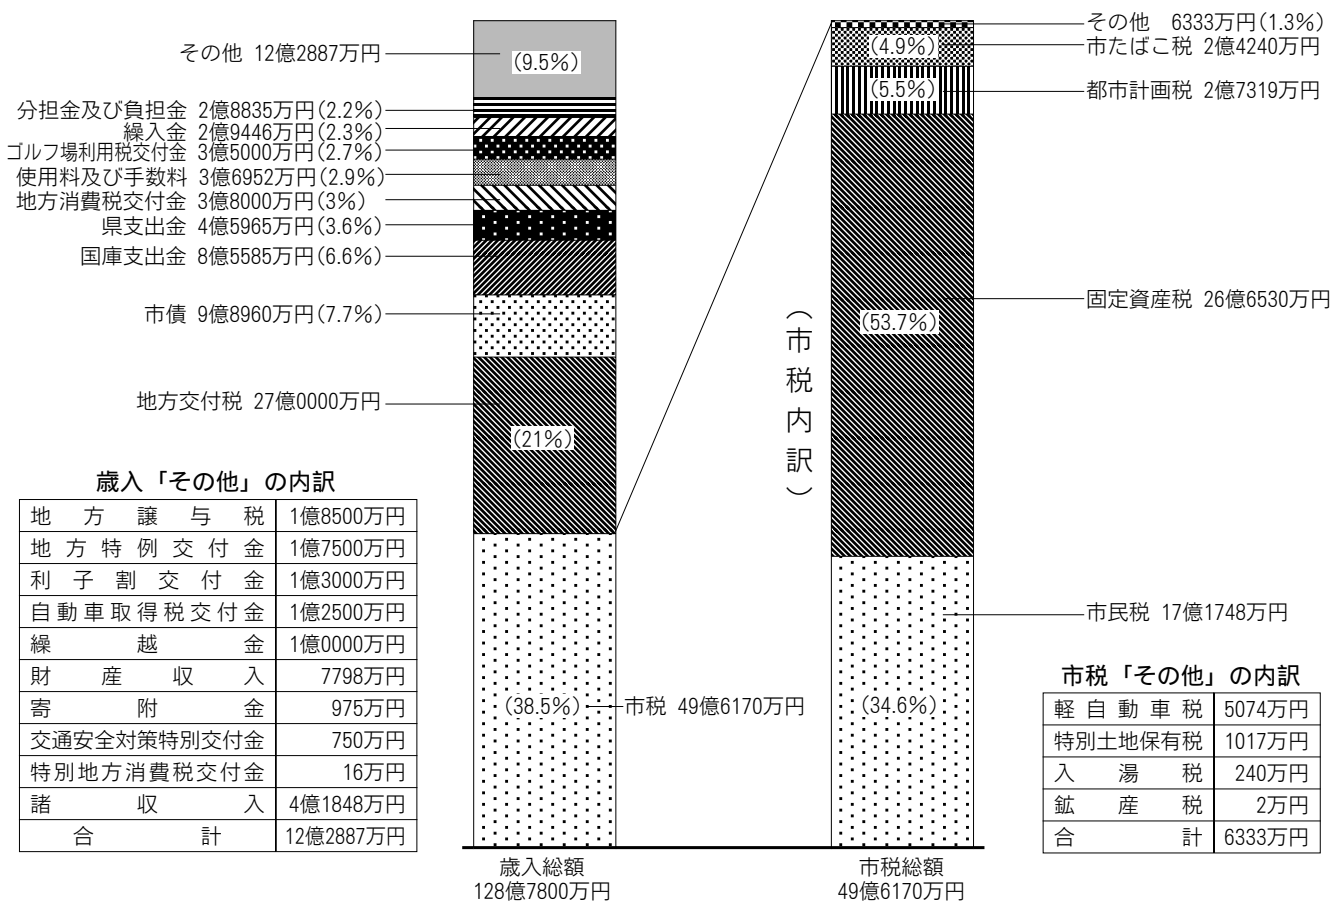 その他 12億2887万円
(9.5%)
分担金及び負担金 2億8835万円(2.2%)
繰入金 2億9446万円(2.3%)
ゴルフ場利用税交付金 3億5000万円(2.7%)
使用料及び手数料 3億6952万円(2.9%)
地方消費税交付金 3億8000万円(3%)
県支出金 4億5965万円(3.6%)
国庫支出金 8億5585万円(6.6%)
市債 9億8960万円(7.7%)
地方交付税 27億0000万円
(21%)
(38.5%)
市税 49億6170万円
歳入総額
128億7800万円
歳入「その他」の内訳
地方譲与税 1億8500万円
地方特例交付金 1億7500万円
利子割交付金 1億3000万円
自動車取得税交付金 1億2500万円
繰越金 1億0000万円
財産収入 7798万円
寄附金 975万円
交通安全対策特別交付金 750万円
特別地方消費税交付金 16万円
諸収入 4億1848万円
合計 12億2887万円
(市税内訳)
その他 6333万円(1.3%)
(4.9%)
市たばこ税 2億4240万円
(5.5%)
都市計画税 2億7319万円
固定資産税 26億6530万円
(53.7%)
市民税 17億1748万円
(34.6%)
市税総額
49億6170万円
市税「その他」の内訳
軽自動車税 5074万円
特別土地保有税 1017万円
入湯税 240万円
鉱産税 2万円
合計 6333万円